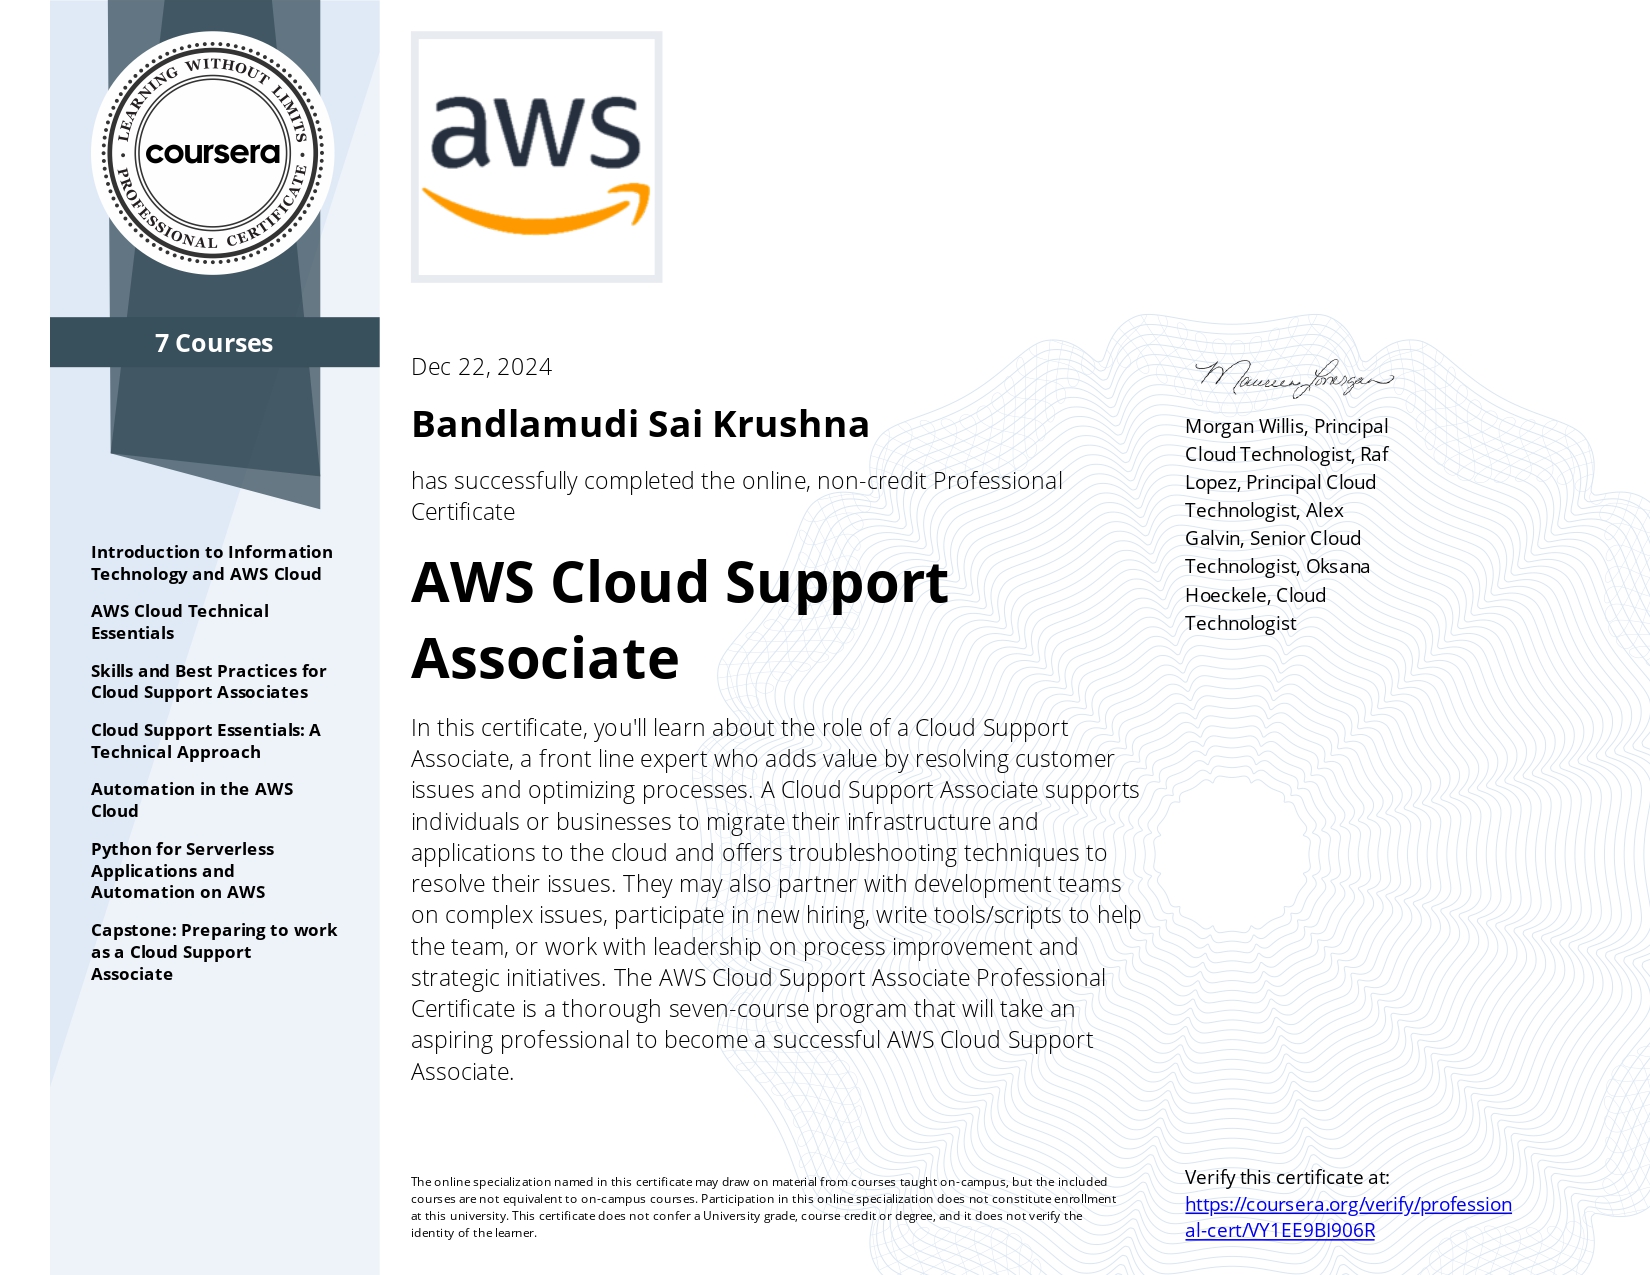 LEARNING WITHOUT LIMITS
coursera
PROFESSIONAL CERTIFICATE
7 Courses
Introduction to Information
Technology and AWS Cloud
AWS Cloud Technical
Essentials
Skills and Best Practices for
Cloud Support Associates
Cloud Support Essentials: A
Technical Approach
Automation in the AWS
Cloud
Python for Serverless
Applications and
Automation on AWS
Capstone: Preparing to work
as a Cloud Support
Associate
aws
Dec 22, 2024
Bandlamudi Sai Krushna
has successfully completed the online, non-credit Professional
Certificate
AWS Cloud Support
Associate
In this certificate, you'll learn about the role of a Cloud Support
Associate, a front line expert who adds value by resolving customer
issues and optimizing processes. A Cloud Support Associate supports
individuals or businesses to migrate their infrastructure and
applications to the cloud and offers troubleshooting techniques to
resolve their issues. They may also partner with development teams
on complex issues, participate in new hiring, write tools/scripts to help
the team, or work with leadership on process improvement and
strategic initiatives. The AWS Cloud Support Associate Professional
Certificate is a thorough seven-course program that will take an
aspiring professional to become a successful AWS Cloud Support
Associate.
Maureen Lonergan
Morgan Willis, Principal
Cloud Technologist, Raf
Lopez, Principal Cloud
Technologist, Alex
Galvin, Senior Cloud
Technologist, Oksana
Hoeckele, Cloud
Technologist
The online specialization named in this certificate may draw on material from courses taught on-campus, but the included
courses are not equivalent to on-campus courses. Participation in this online specialization does not constitute enrollment
at this university. This certificate does not confer a University grade, course credit or degree, and it does not verify the
identity of the learner.
Verify this certificate at:
https://coursera.org/verify/profession
al-cert/VY1EE9BI906R